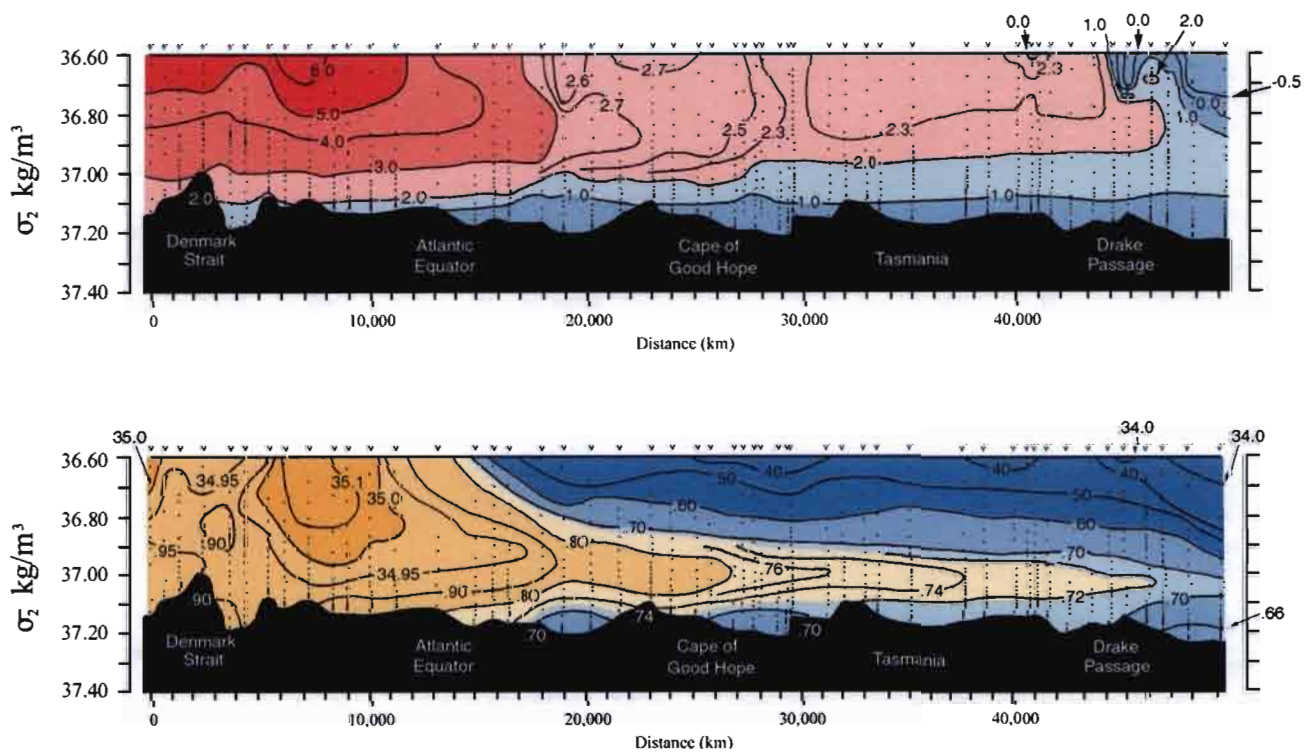 0.0 1.0 0.0 2.0
36.60
36.80
37.00
37.20
37.40
σ₂ kg/m³
6.0 5.0 4.0 3.0 2.0 2.0
2.6 2.7 2.7 2.5 2.3 1.0
2.3 2.3 2.0 1.0 0.0 1.0
-0.5
Denmark Strait
Atlantic Equator
Cape of Good Hope
Tasmania
Drake Passage
0 10,000 20,000 30,000 40,000
Distance (km)
35.0 34.0 34.0
36.60
36.80
37.00
37.20
37.40
σ₂ kg/m³
34.95 35.1 35.0 .90 .95 34.95 .90 .90
.80 .80 .70 .60 .50 .40
.76 .74 .72 .70 .74 .70
.40 .50 .60 .70 .40 .70
.66
Denmark Strait
Atlantic Equator
Cape of Good Hope
Tasmania
Drake Passage
0 10,000 20,000 30,000 40,000
Distance (km)